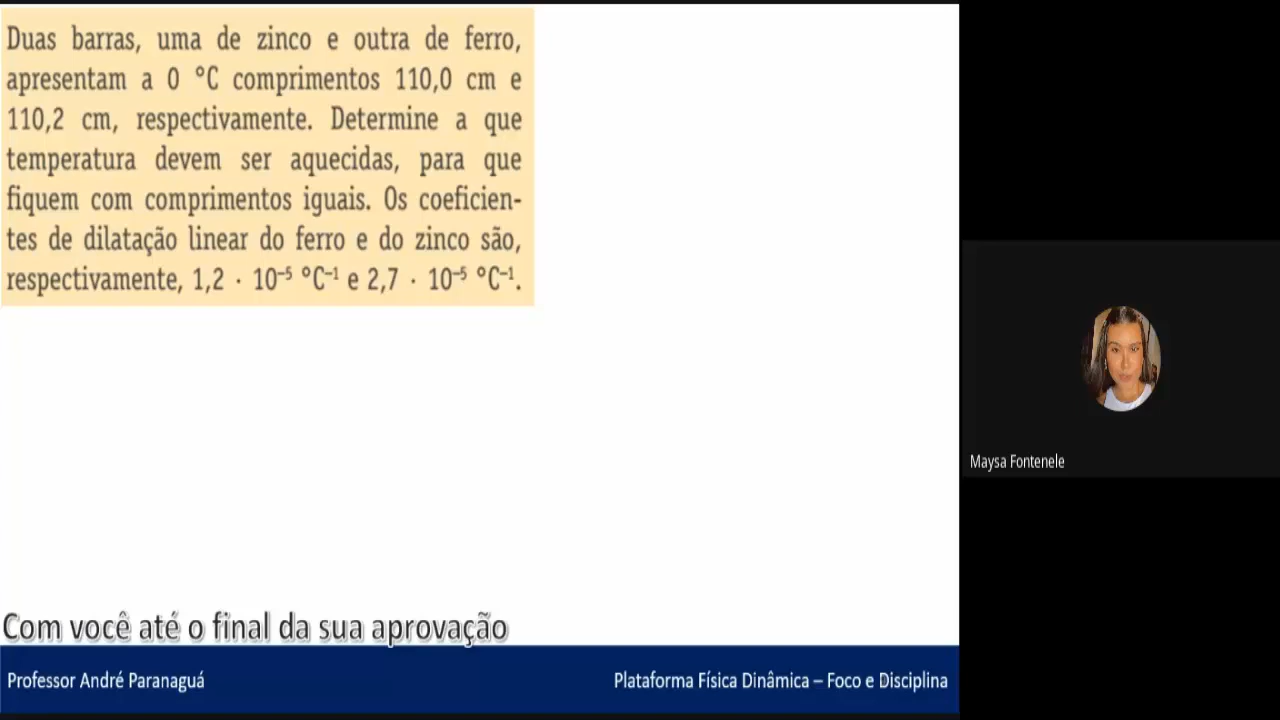 Duas barras, uma de zinco e outra de ferro,
apresentam a 0 °C comprimentos 110,0 cm e
110,2 cm, respectivamente. Determine a que
temperatura devem ser aquecidas, para que
fiquem com comprimentos iguais. Os coeficien-
tes de dilatação linear do ferro e do zinco são,
respectivamente, 1,2 · 10⁻⁵ °C⁻¹ e 2,7 · 10⁻⁵ °C⁻¹.
Maysa Fontenele
Com você até o final da sua aprovação
Professor André Paranaguá
Plataforma Física Dinâmica – Foco e Disciplina